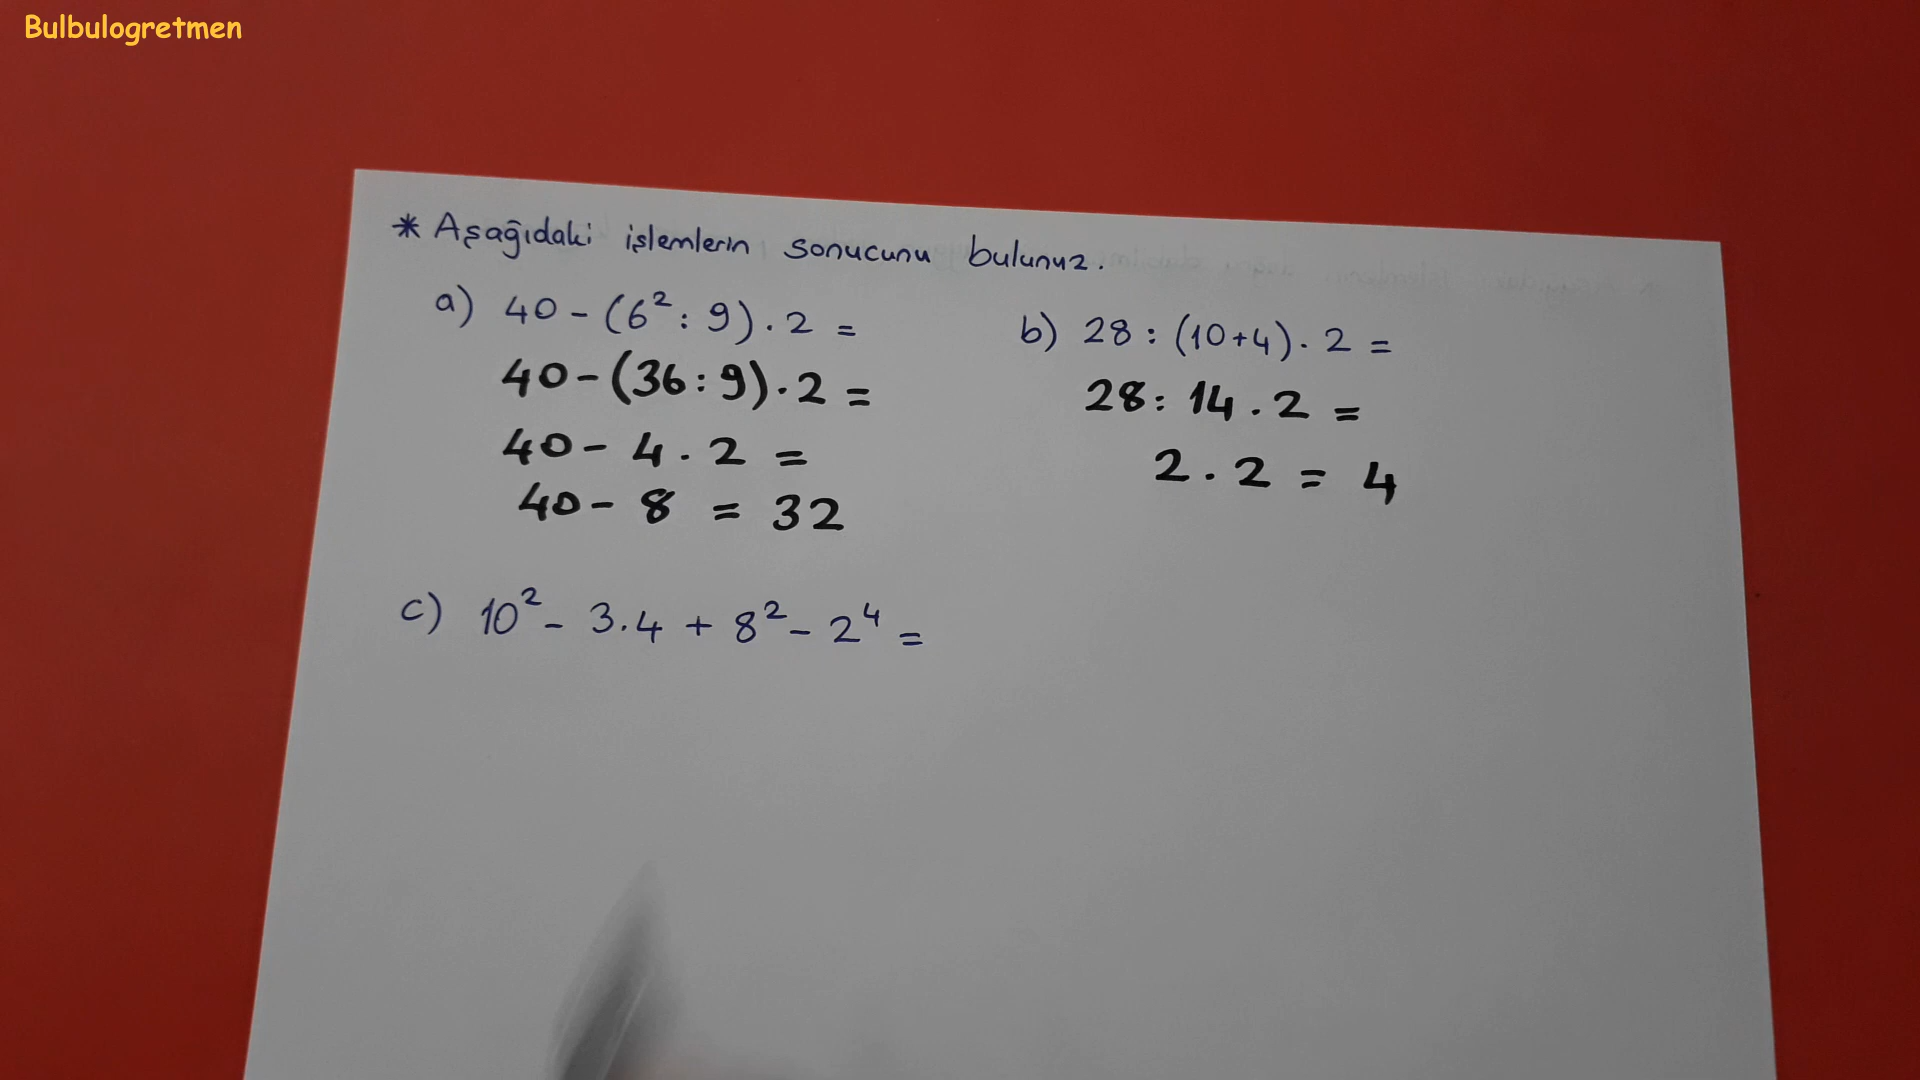 Bulbulogretmen
* Aşağıdaki işlemlerin sonucunu bulunuz.
a) 40 - (6² : 9) . 2 =
40 - (36 : 9) . 2 =
40 - 4 . 2 =
40 - 8 = 32
b) 28 : (10+4) . 2 =
28 : 14 . 2 =
2 . 2 = 4
c) 10² - 3.4 + 8² - 2⁴ =